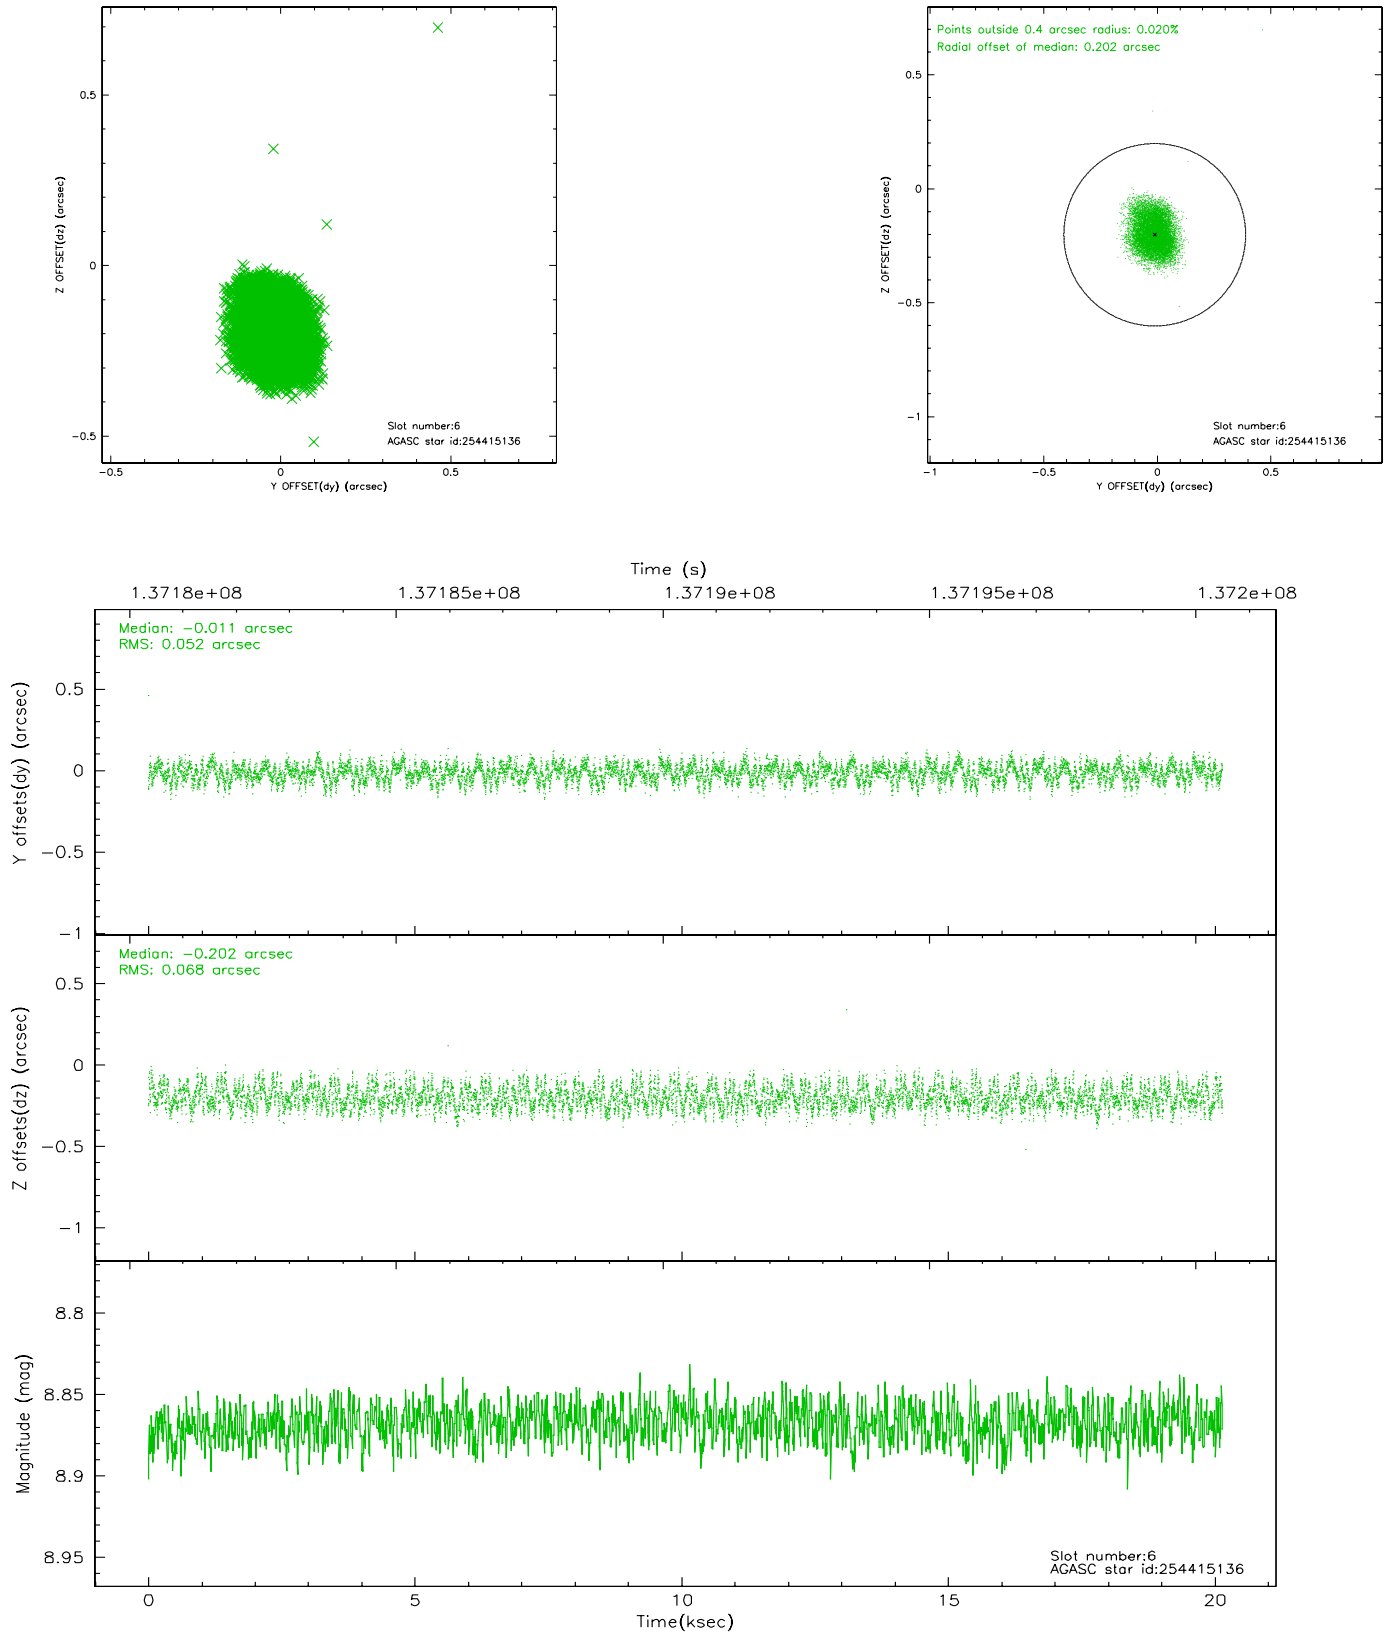 0.5
0
-0.5
Z OFFSET(dz) (arcsec)
Slot number:6
AGASC star id:254415136
-0.5
0
0.5
Y OFFSET(dy) (arcsec)
Points outside 0.4 arcsec radius: 0.020%
Radial offset of median: 0.202 arcsec
0.5
0
-0.5
-1
Z OFFSET(dz) (arcsec)
Slot number:6
AGASC star id:254415136
-1
-0.5
0
0.5
Y OFFSET(dy) (arcsec)
Time (s)
1.3718e+08
1.37185e+08
1.3719e+08
1.37195e+08
1.372e+08
Median: -0.011 arcsec
RMS: 0.052 arcsec
0.5
0
-0.5
-1
Y offsets(dy) (arcsec)
Median: -0.202 arcsec
RMS: 0.068 arcsec
0.5
0
-0.5
-1
Z offsets(dz) (arcsec)
8.8
8.85
8.9
8.95
Magnitude (mag)
Slot number:6
AGASC star id:254415136
0
5
10
15
20
Time(ksec)